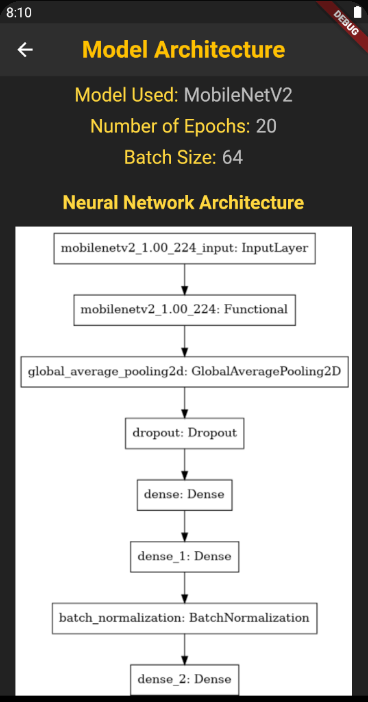 8:10
DEBUG
Model Architecture
Model Used: MobileNetV2
Number of Epochs: 20
Batch Size: 64
Neural Network Architecture
mobilenetv2_1.00_224_input: InputLayer
mobilenetv2_1.00_224: Functional
global_average_pooling2d: GlobalAveragePooling2D
dropout: Dropout
dense: Dense
dense_1: Dense
batch_normalization: BatchNormalization
dense_2: Dense